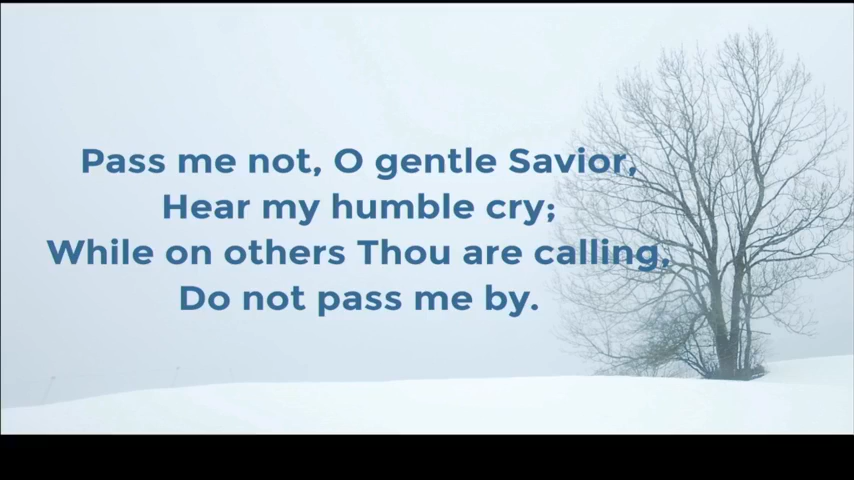 Pass me not, O gentle Savior,
Hear my humble cry;
While on others Thou are calling,
Do not pass me by.